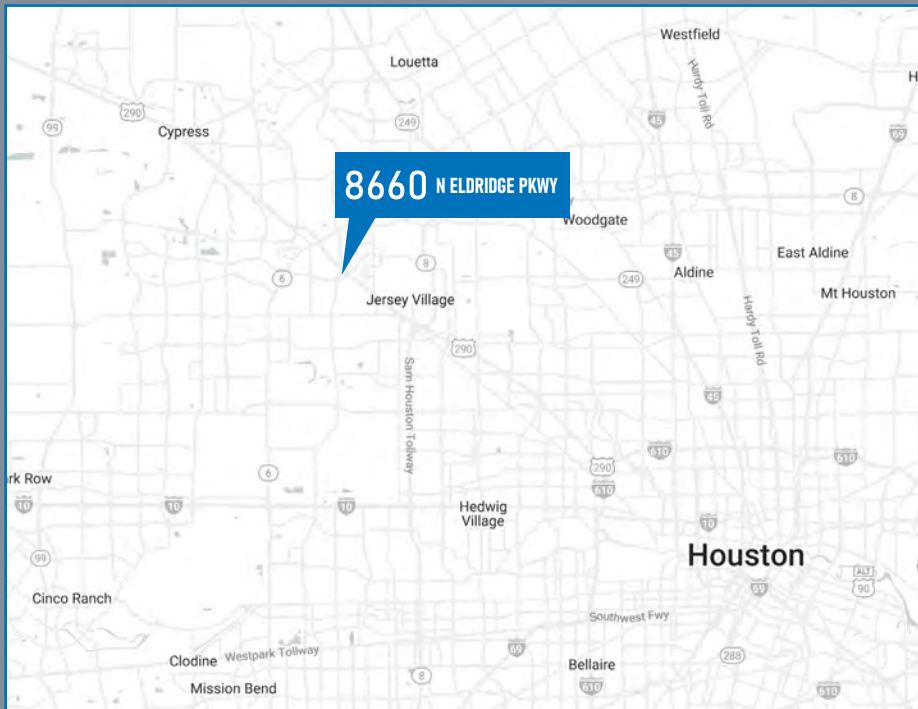 Westfield
Louetta
Hardy Toll Rd
H
290
249
45
99
Cypress
69
8660 N ELDRIDGE PKWY
8
y
Woodgate
45
East Aldine
8
6
249
Aldine
Mt Houston
Jersey Village
Hardy Toll Rd
290
Sam Houston Tollway
45
610
610
290
6
rk Row
610
10
10
10
Hedwig
Village
10
Houston
99
ALT
90
69
Cinco Ranch
Southwest Fwy
Westpark Tollway
69
Clodine
288
Bellaire
8
Mission Bend
610
610